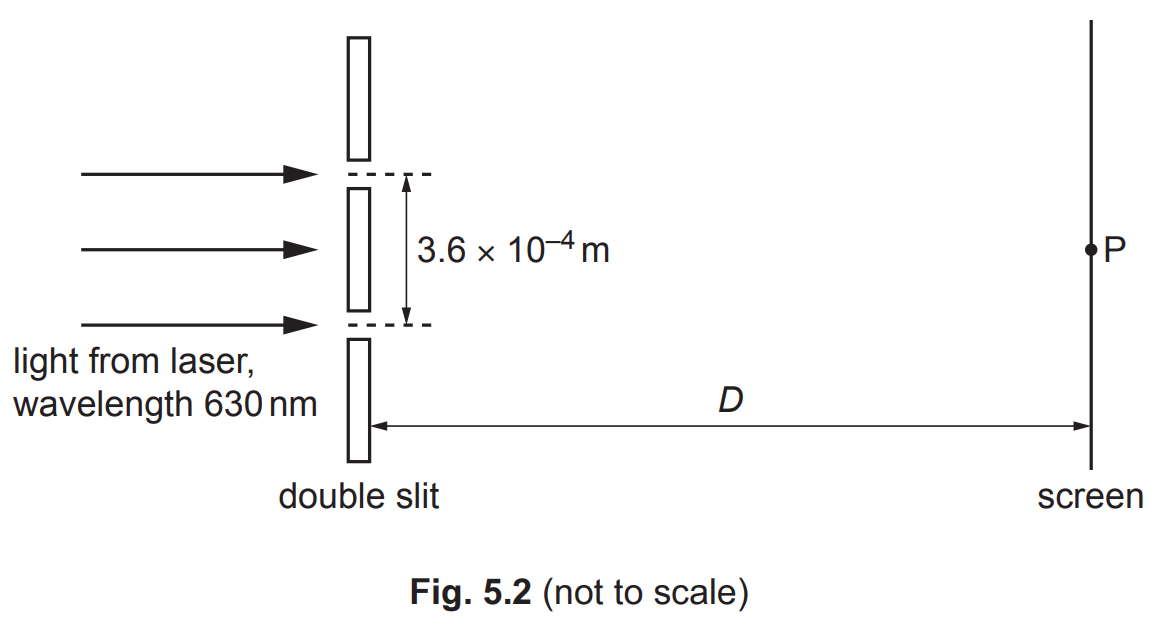 3.6 × 10⁻⁴ m
P
light from laser,
wavelength 630 nm
D
double slit
screen
Fig. 5.2 (not to scale)